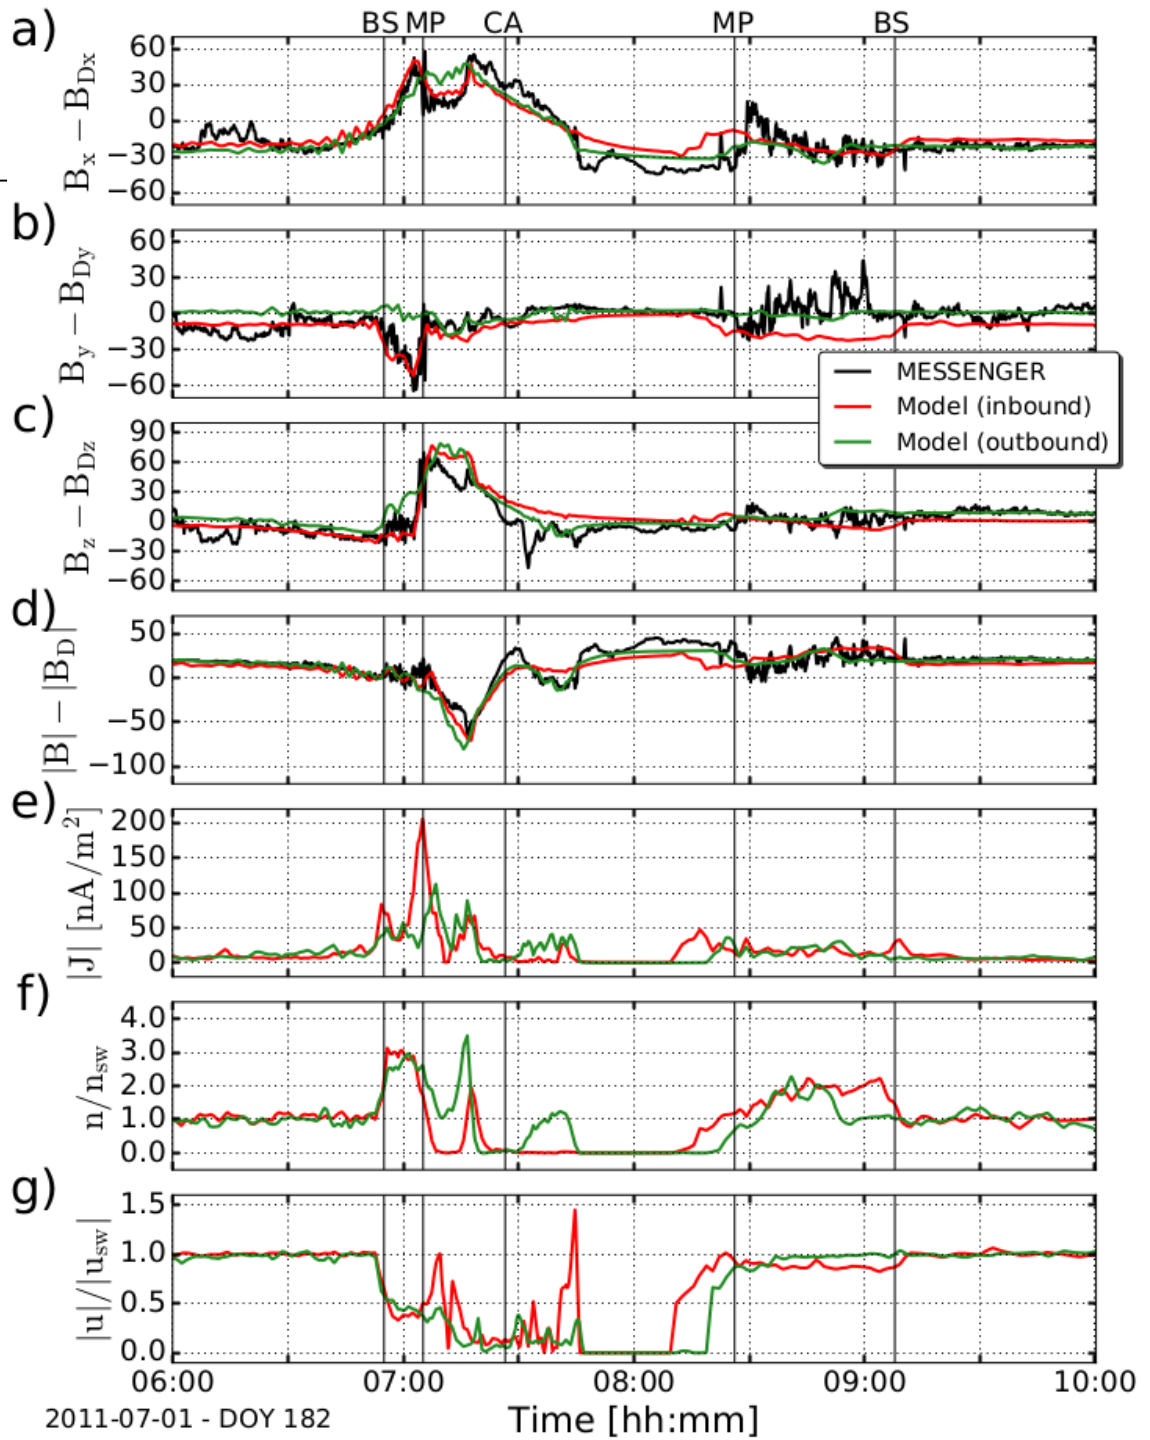 BS MP CA MP BS
a)
B_x − B_Dx
60
30
0
−30
−60
b)
B_y − B_Dy
60
30
0
−30
−60
MESSENGER
Model (inbound)
Model (outbound)
c)
B_z − B_Dz
90
60
30
0
−30
−60
d)
|B| − |B_D|
50
0
−50
−100
e)
|J| [nA/m²]
200
150
100
50
0
f)
n/n_sw
4.0
3.0
2.0
1.0
0.0
g)
|u|/|u_sw|
1.5
1.0
0.5
0.0
06:00 07:00 08:00 09:00 10:00
2011-07-01 - DOY 182
Time [hh:mm]